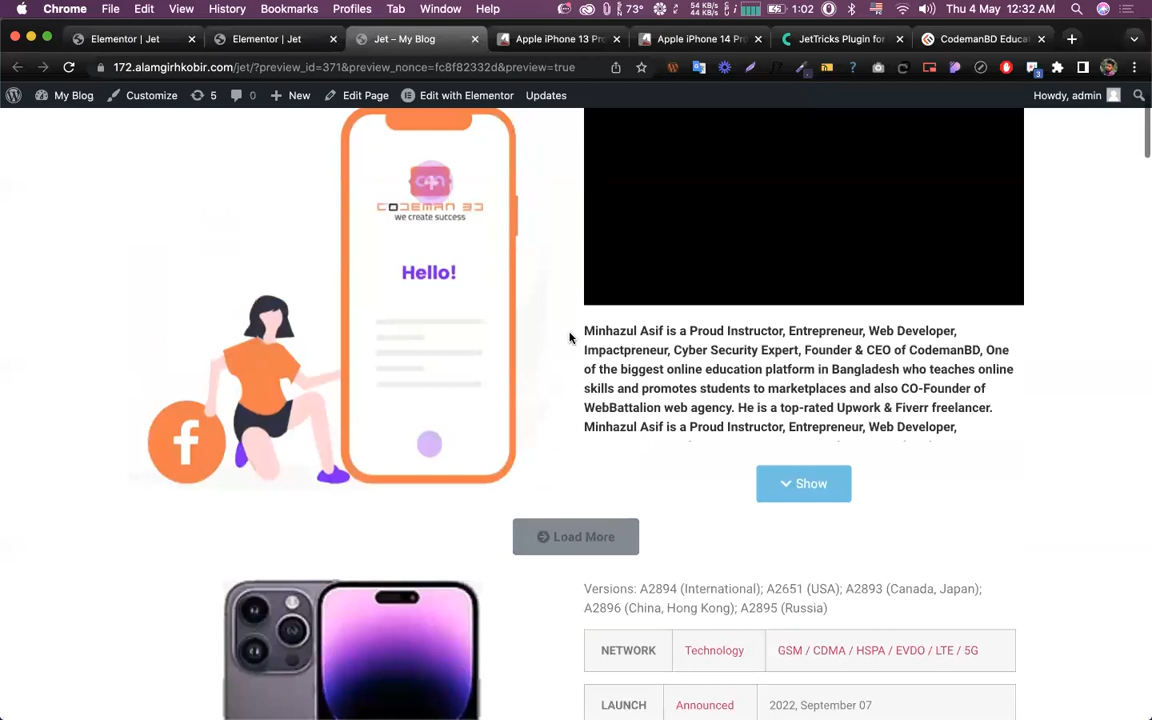 Chrome File Edit View History Bookmarks Profiles Tab Window Help 73° 54 KB/s 44 KB/s 1:02 Thu 4 May 12:32 AM
Elementor | Jet
Elementor | Jet
Jet – My Blog
Apple iPhone 13 Pr
Apple iPhone 14 Pr
JetTricks Plugin for
CodemanBD Educa
172.alamgirhkobir.com/jet/?preview_id=371&preview_nonce=fc8f82332d&preview=true
3
My Blog Customize 5 New Edit Page Edit with Elementor Updates Howdy, admin
CODEMAN BD
we create success
Hello!
Minhazul Asif is a Proud Instructor, Entrepreneur, Web Developer,
Impactpreneur, Cyber Security Expert, Founder & CEO of CodemanBD, One
of the biggest online education platform in Bangladesh who teaches online
skills and promotes students to marketplaces and also CO-Founder of
WebBattalion web agency. He is a top-rated Upwork & Fiverr freelancer.
Minhazul Asif is a Proud Instructor, Entrepreneur, Web Developer,
Show
Load More
Versions: A2894 (International); A2651 (USA); A2893 (Canada, Japan);
A2896 (China, Hong Kong); A2895 (Russia)
NETWORK Technology GSM / CDMA / HSPA / EVDO / LTE / 5G
LAUNCH Announced 2022, September 07